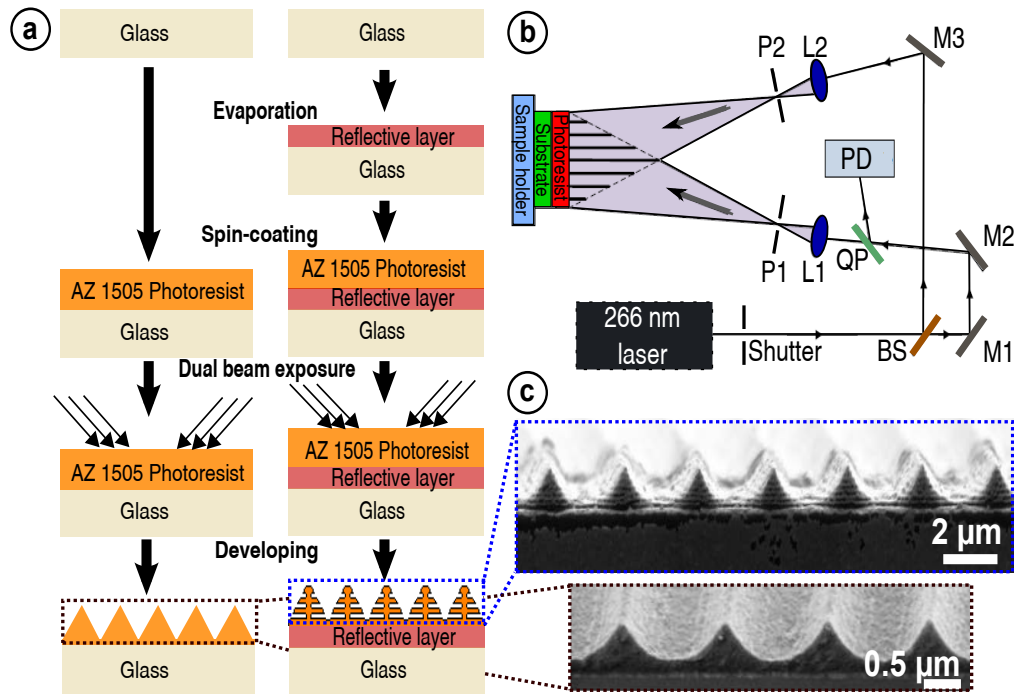 a
Glass
Glass
Evaporation
Reflective layer
Glass
Spin-coating
AZ 1505 Photoresist
Glass
AZ 1505 Photoresist
Reflective layer
Glass
Dual beam exposure
AZ 1505 Photoresist
Glass
AZ 1505 Photoresist
Reflective layer
Glass
Developing
Glass
Reflective layer
Glass
b
Sample holder
Substrate
Photoresist
P2
L2
M3
PD
P1
L1
QP
M2
266 nm
laser
Shutter
BS
M1
c
2 µm
0.5 µm